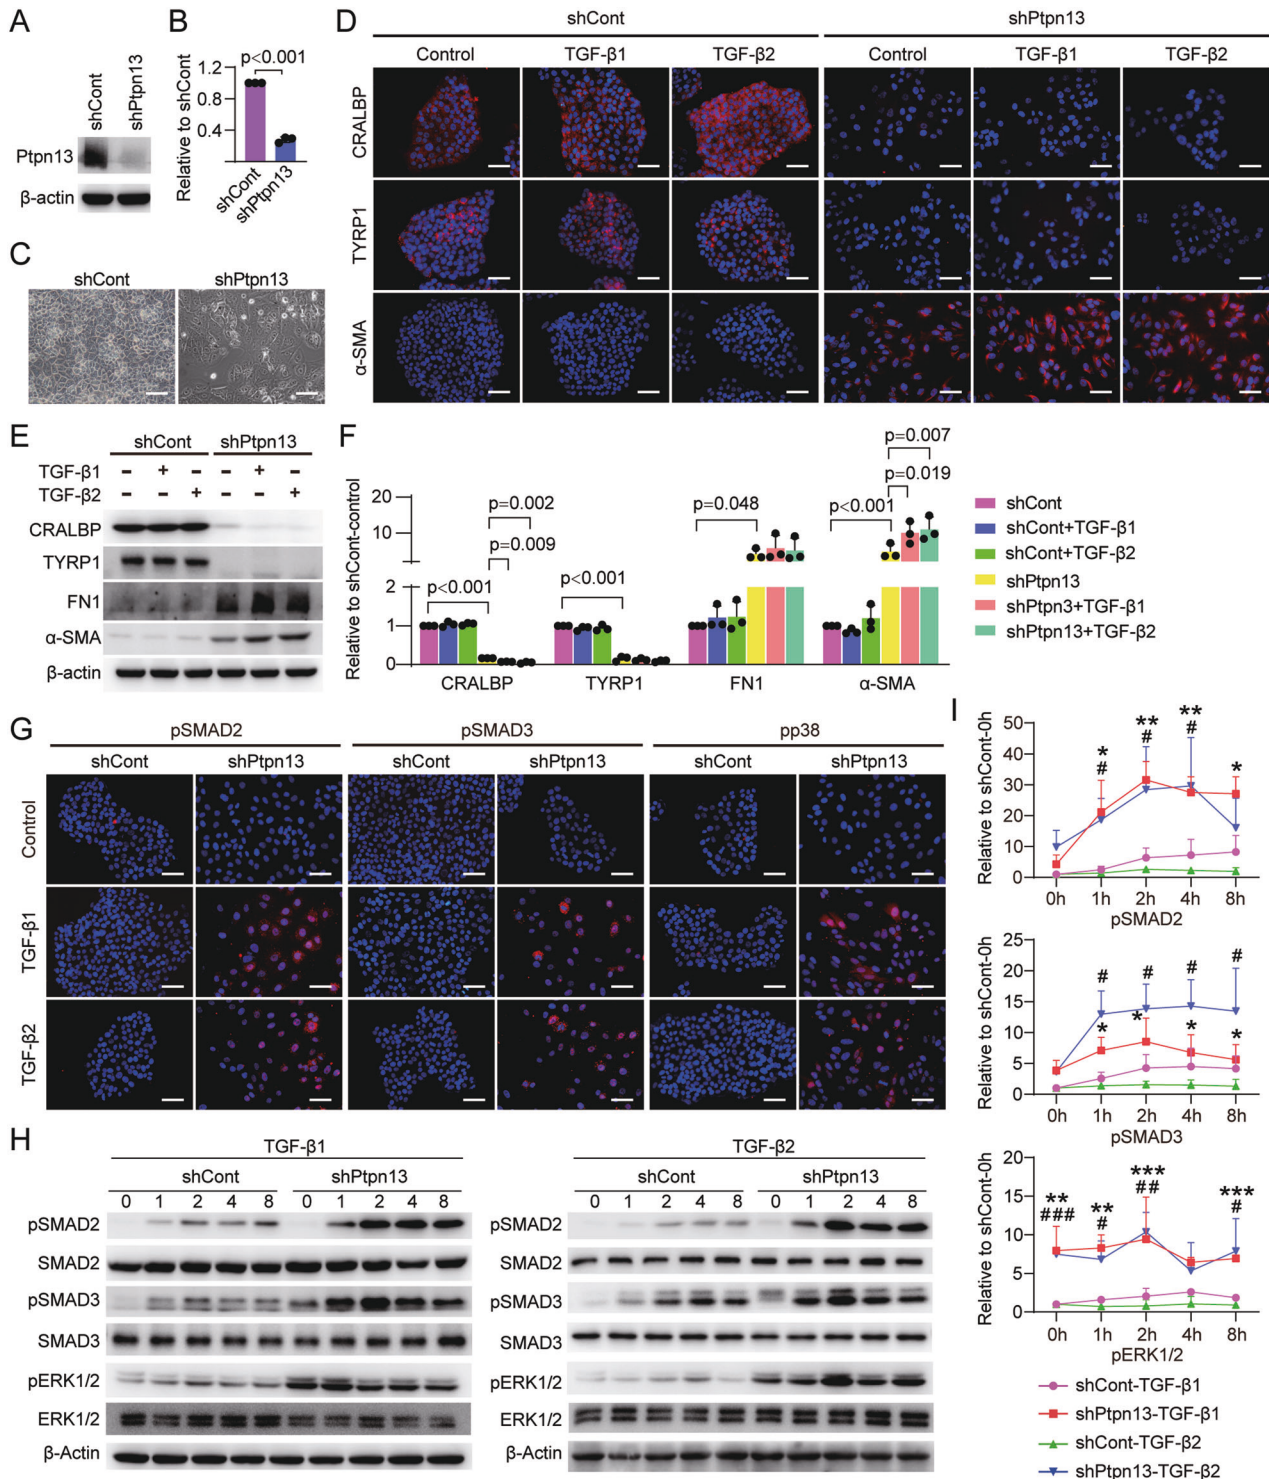 A
shCont
shPtpn13
Ptpn13
β-actin
B
p<0.001
Relative to shCont
1.2
0.8
0.4
shCont
shPtpn13
C
shCont
shPtpn13
D
shCont
shPtpn13
Control
TGF-β1
TGF-β2
Control
TGF-β1
TGF-β2
CRALBP
TYRP1
α-SMA
E
shCont
shPtpn13
TGF-β1 - + - - + -
TGF-β2 - - + - - +
CRALBP
TYRP1
FN1
α-SMA
β-actin
F
Relative to shCont-control
20
10
2
1
0
p<0.001
p=0.009
p=0.002
p<0.001
p=0.048
p<0.001
p=0.019
p=0.007
CRALBP
TYRP1
FN1
α-SMA
shCont
shCont+TGF-β1
shCont+TGF-β2
shPtpn13
shPtpn3+TGF-β1
shPtpn13+TGF-β2
G
pSMAD2
pSMAD3
pp38
shCont
shPtpn13
shCont
shPtpn13
shCont
shPtpn13
Control
TGF-β1
TGF-β2
H
TGF-β1
shCont
shPtpn13
0 1 2 4 8 0 1 2 4 8
pSMAD2
SMAD2
pSMAD3
SMAD3
pERK1/2
ERK1/2
β-Actin
TGF-β2
shCont
shPtpn13
0 1 2 4 8 0 1 2 4 8
pSMAD2
SMAD2
pSMAD3
SMAD3
pERK1/2
ERK1/2
β-Actin
I
Relative to shCont-0h
50
40
30
20
10
0
* ** ** *
# # #
0h 1h 2h 4h 8h
pSMAD2
Relative to shCont-0h
25
20
15
10
5
0
# # # #
* * * *
0h 1h 2h 4h 8h
pSMAD3
Relative to shCont-0h
15
10
5
0
** ** *** ***
### # ## #
0h 1h 2h 4h 8h
pERK1/2
shCont-TGF-β1
shPtpn13-TGF-β1
shCont-TGF-β2
shPtpn13-TGF-β2